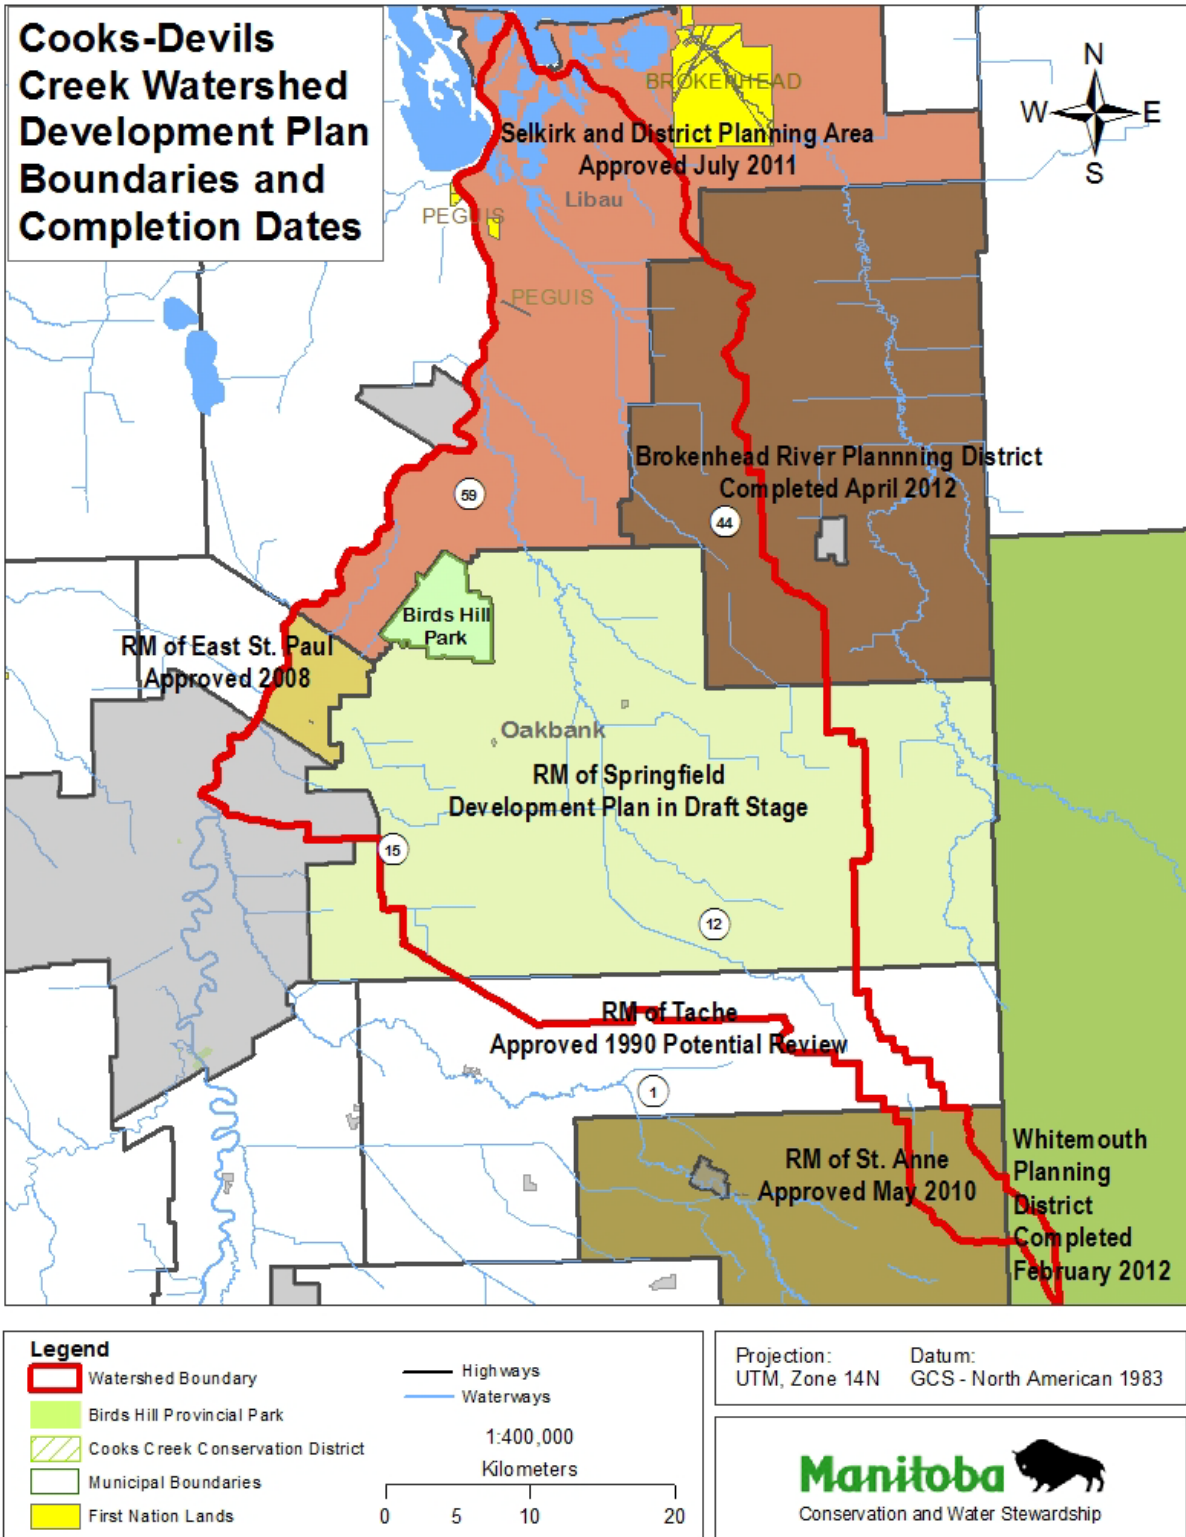 Cooks-Devils
Creek Watershed
Development Plan
Boundaries and
Completion Dates
N
W
E
S
BROKENHEAD
Selkirk and District Planning Area
Approved July 2011
Libau
PEGUIS
PEGUIS
Brokenhead River Plannning District
Completed April 2012
59
44
Birds Hill
Park
RM of East St. Paul
Approved 2008
Oakbank
RM of Springfield
Development Plan in Draft Stage
15
12
RM of Tache
Approved 1990 Potential Review
1
RM of St. Anne
Approved May 2010
Whitemouth
Planning
District
Completed
February 2012
Legend
Watershed Boundary
Birds Hill Provincial Park
Cooks Creek Conservation District
Municipal Boundaries
First Nation Lands
Highways
Waterways
1:400,000
Kilometers
0 5 10 20
Projection:
UTM, Zone 14N
Datum:
GCS - North American 1983
Manitoba
Conservation and Water Stewardship